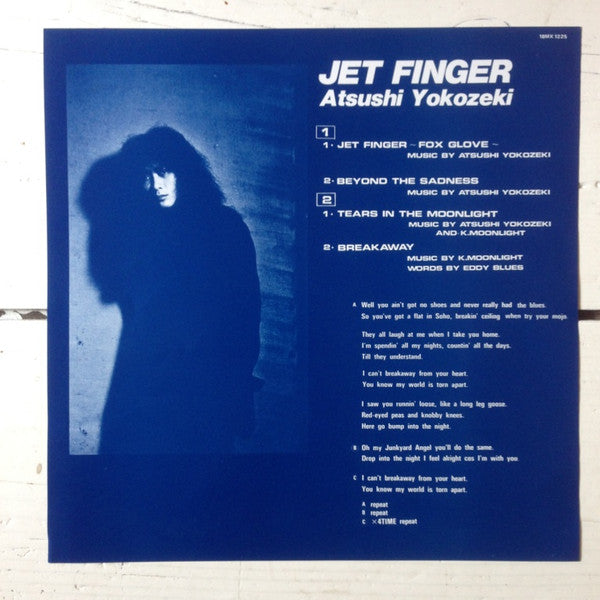 18MX 1225
JET FINGER
Atsushi Yokozeki
1
1· JET FINGER ~ FOX GLOVE ~
MUSIC BY ATSUSHI YOKOZEKI
2· BEYOND THE SADNESS
MUSIC BY ATSUSHI YOKOZEKI
2
1· TEARS IN THE MOONLIGHT
MUSIC BY ATSUSHI YOKOZEKI
AND·K.MOONLIGHT
2· BREAKAWAY
MUSIC BY K.MOONLIGHT
WORDS BY EDDY BLUES
A Well you ain't got no shoes and never really had the blues.
So you've got a flat in Soho, breakin' ceiling when try your mojo.
They all laugh at me when I take you home.
I'm spendin' all my nights, countin' all the days.
Till they understand.
I can't breakaway from your heart.
You know my world is torn apart.
I saw you runnin' loose, like a long leg goose.
Red-eyed peas and knobby knees.
Here go bump into the night.
B Oh my Junkyard Angel you'll do the same.
Drop into the night I feel alright cos I'm with you.
C I can't breakaway from your heart.
You know my world is torn apart.
A repeat
B repeat
C ×4TIME repeat